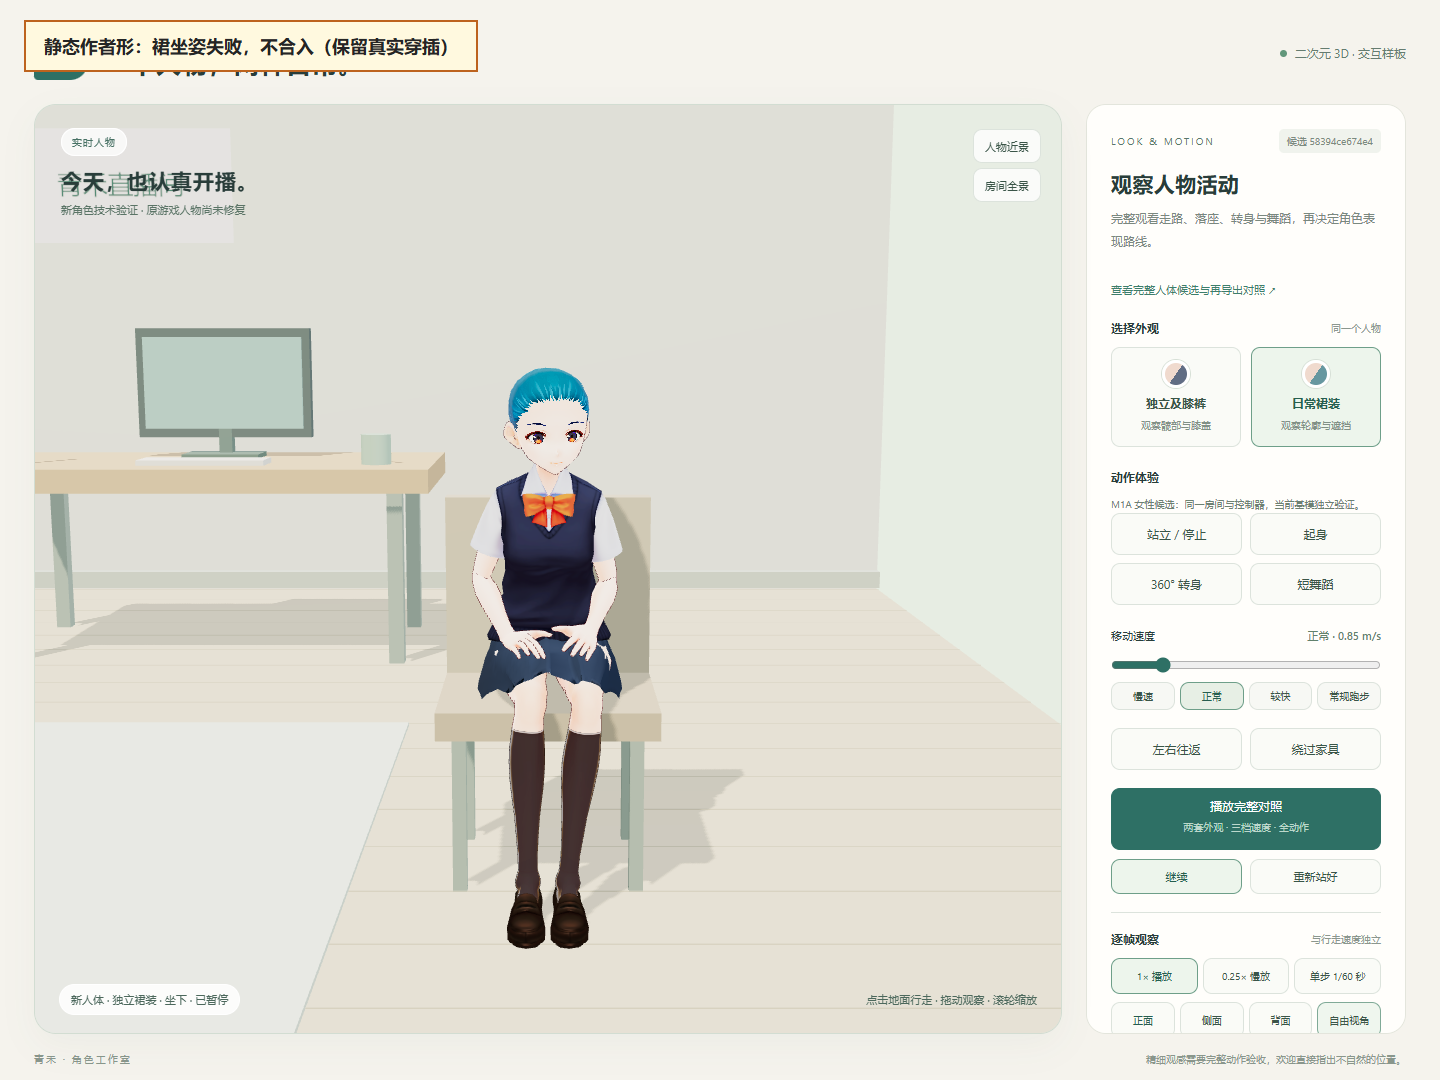 静态作者形：裙坐姿失败，不合入（保留真实穿插）
二次元 3D · 交互样板
实时人物
今天，也认真开播。
新角色技术验证 · 原游戏人物尚未修复
人物近景
房间全景
新人体 · 独立裙装 · 坐下 · 已暂停
点击地面行走 · 拖动观察 · 滚轮缩放
LOOK & MOTION
候选 58394ce674e4
观察人物活动
完整观看走路、落座、转身与舞蹈，再决定角色表
现路线。
查看完整人体候选与再导出对照 ↗
选择外观
同一个人物
独立及膝裤
观察髋部与膝盖
日常裙装
观察轮廓与遮挡
动作体验
M1A 女性候选：同一房间与控制器，当前基模独立验证。
站立 / 停止
起身
360° 转身
短舞蹈
移动速度
正常 · 0.85 m/s
慢速
正常
较快
常规跑步
左右往返
绕过家具
播放完整对照
两套外观 · 三档速度 · 全动作
继续
重新站好
逐帧观察
与行走速度独立
1× 播放
0.25× 慢放
单步 1/60 秒
正面
侧面
背面
自由视角
青禾 · 角色工作室
精细观感需要完整动作验收，欢迎直接指出不自然的位置。